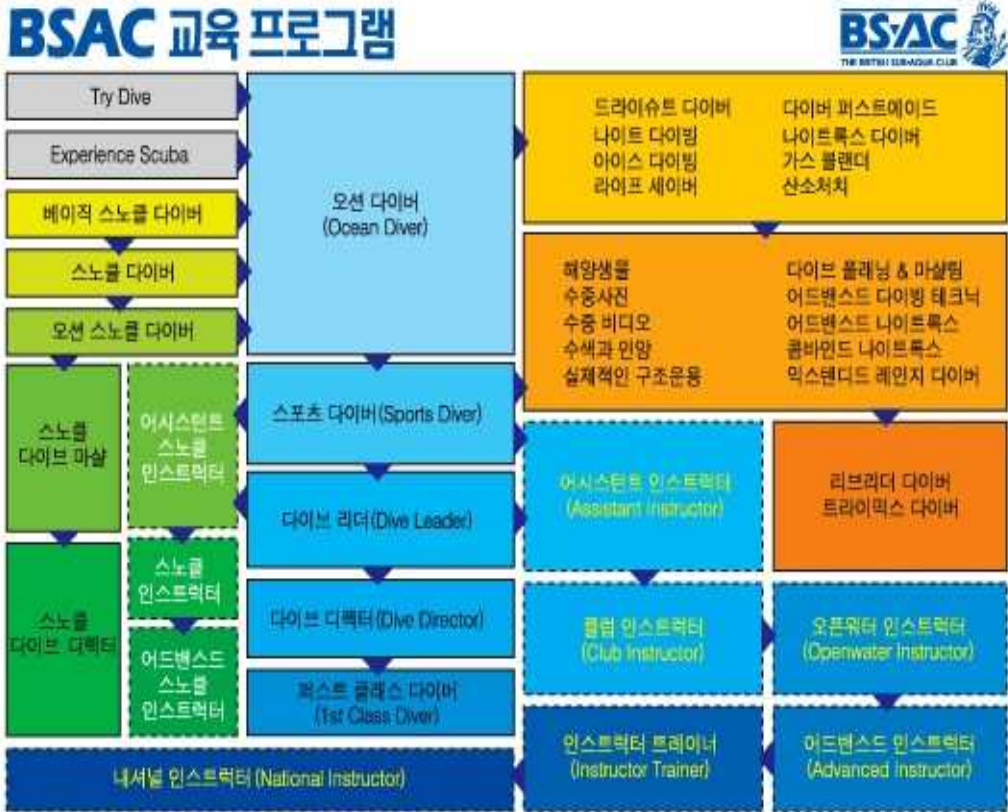 BSAC 교육 프로그램
BSAC
THE BRITISH SUB-AQUA CLUB
Try Dive
Experience Scuba
베이직 스노클 다이버
스노클 다이버
오션 스노클 다이버
스노클
다이브 마샬
스노클
다이브 디렉터
어시스턴트
스노클
인스트럭터
스노클
인스트럭터
어드밴스드
스노클
인스트럭터
오션 다이버
(Ocean Diver)
스포츠 다이버(Sports Diver)
다이브 리더(Dive Leader)
다이브 디렉터(Dive Director)
퍼스트 클래스 다이버
(1st Class Diver)
드라이슈트 다이버
나이트 다이빙
아이스 다이빙
라이프 세이버
다이버 퍼스트에이드
나이트록스 다이버
가스 블랜더
산소처치
해양생물
수중사진
수중 비디오
수색과 인양
실제적인 구조운용
다이브 플래닝 & 마샬링
어드밴스드 다이빙 테크닉
어드밴스드 나이트록스
콤바인드 나이트록스
익스텐디드 레인지 다이버
어시스턴트 인스트럭터
(Assistant Instructor)
리브리더 다이버
트라이믹스 다이버
클럽 인스트럭터
(Club Instructor)
오픈워터 인스트럭터
(Openwater Instructor)
인스트럭터 트레이너
(Instructor Trainer)
어드밴스드 인스트럭터
(Advanced Instructor)
내셔널 인스트럭터(National Instructor)